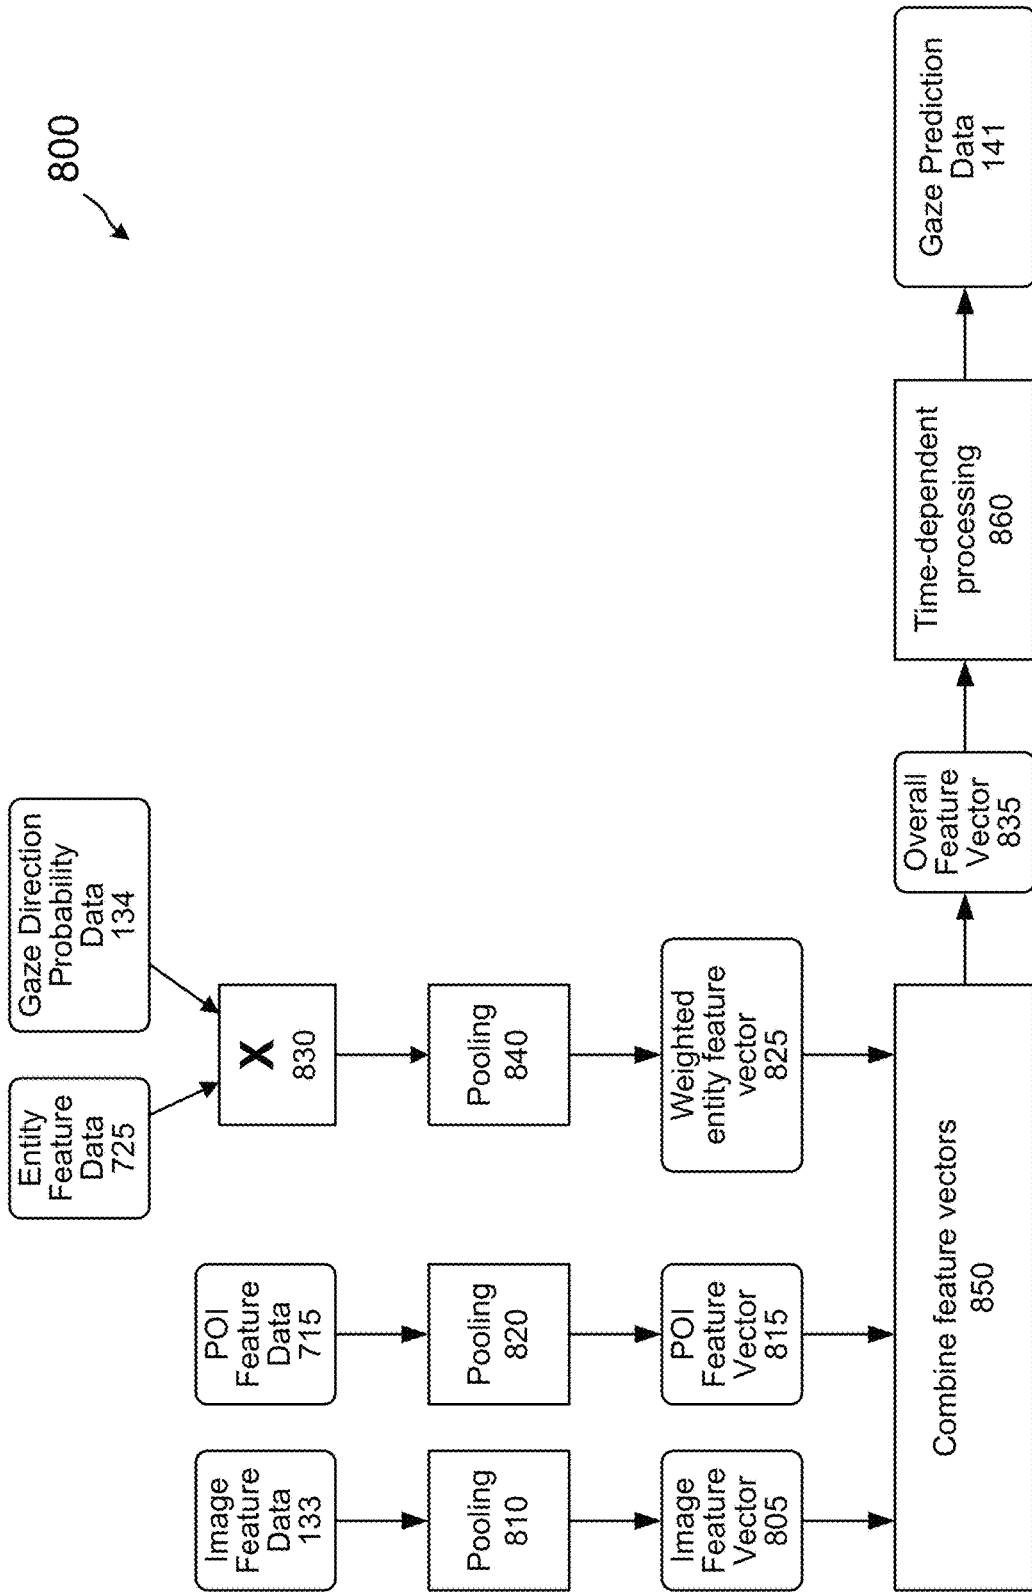 800
Entity
Feature
Data
725
Gaze Direction
Probability
Data
134
Image
Feature
Data
133
POI
Feature
Data
715
X
830
Pooling
810
Pooling
820
Pooling
840
Image
Feature
Vector
805
POI
Feature
Vector
815
Weighted
entity feature
vector
825
Combine feature vectors
850
Overall
Feature
Vector
835
Time-dependent
processing
860
Gaze Prediction
Data
141